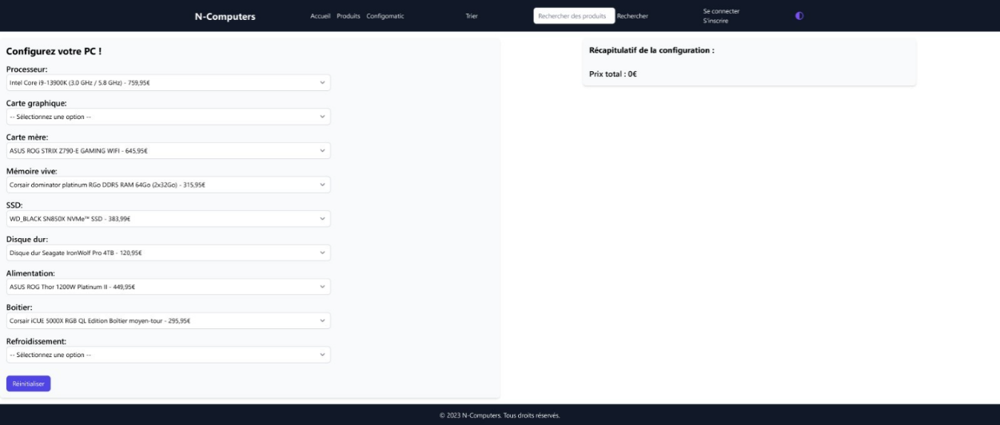 N-Computers
Accueil Produits Configomatic
Trier
Rechercher des produits Rechercher
Se connecter
S'inscrire
Configurez votre PC !
Processeur:
Intel Core i9-13900K (3.0 GHz / 5.8 GHz) - 759,95€
Carte graphique:
-- Sélectionnez une option --
Carte mère:
ASUS ROG STRIX Z790-E GAMING WIFI - 645,95€
Mémoire vive:
Corsair dominator platinum RGo DDR5 RAM 64Go (2x32Go) - 315,95€
SSD:
WD_BLACK SN850X NVMe™ SSD - 383,99€
Disque dur:
Disque dur Seagate IronWolf Pro 4TB - 120,95€
Alimentation:
ASUS ROG Thor 1200W Platinum II - 449,95€
Boitier:
Corsair iCUE 5000X RGB QL Edition Boîtier moyen-tour - 295,95€
Refroidissement:
-- Sélectionnez une option --
Réinitialiser
Récapitulatif de la configuration :
Prix total : 0€
© 2023 N-Computers. Tous droits réservés.